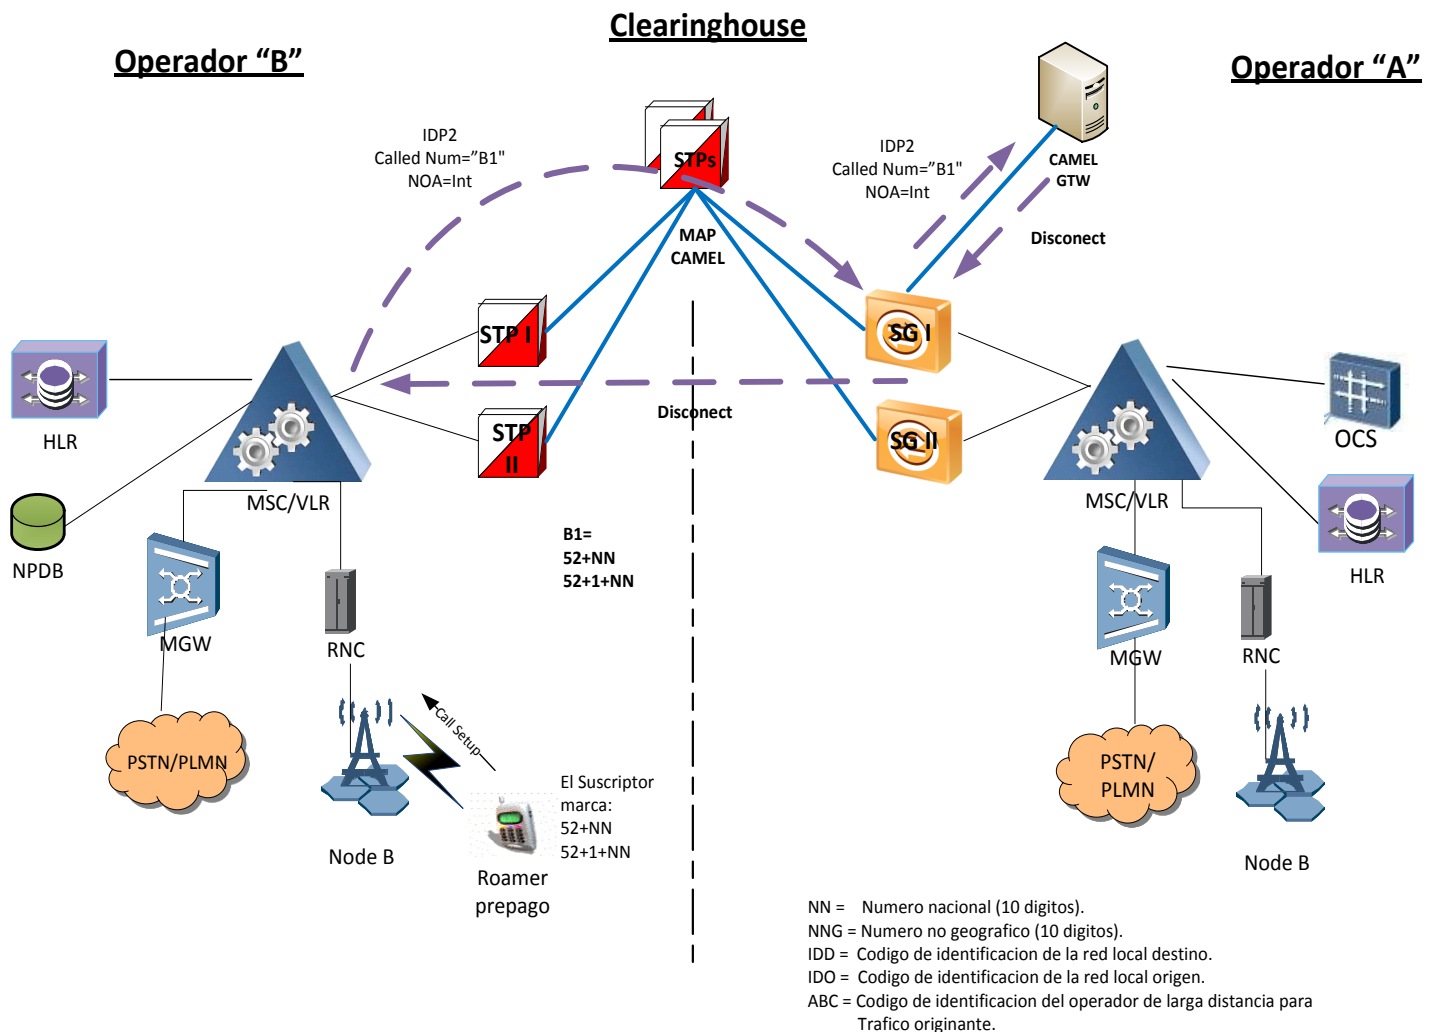 Clearinghouse
Operador “B”
Operador “A”
IDP2
Called Num=”B1"
NOA=Int
STPs
IDP2
Called Num=”B1"
NOA=Int
CAMEL
GTW
Disconect
MAP
CAMEL
STP I
SG I
Disconect
HLR
STP
II
SG II
OCS
MSC/VLR
MSC/VLR
NPDB
B1=
52+NN
52+1+NN
HLR
MGW
RNC
MGW
RNC
Call Setup
PSTN/PLMN
PSTN/
PLMN
El Suscriptor
marca:
52+NN
52+1+NN
Node B
Node B
Roamer
prepago
NN = Numero nacional (10 digitos).
NNG = Numero no geografico (10 digitos).
IDD = Codigo de identificacion de la red local destino.
IDO = Codigo de identificacion de la red local origen.
ABC = Codigo de identificacion del operador de larga distancia para
Trafico originante.